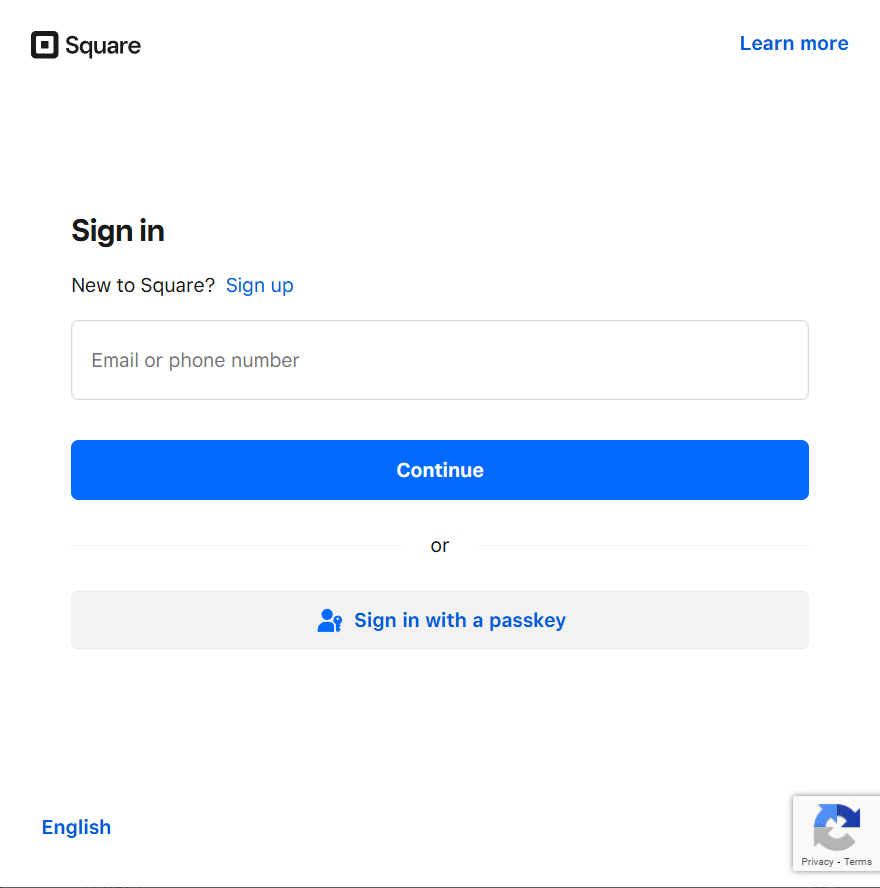 Square
Learn more
Sign in
New to Square? Sign up
Email or phone number
Continue
or
Sign in with a passkey
English
Privacy - Terms